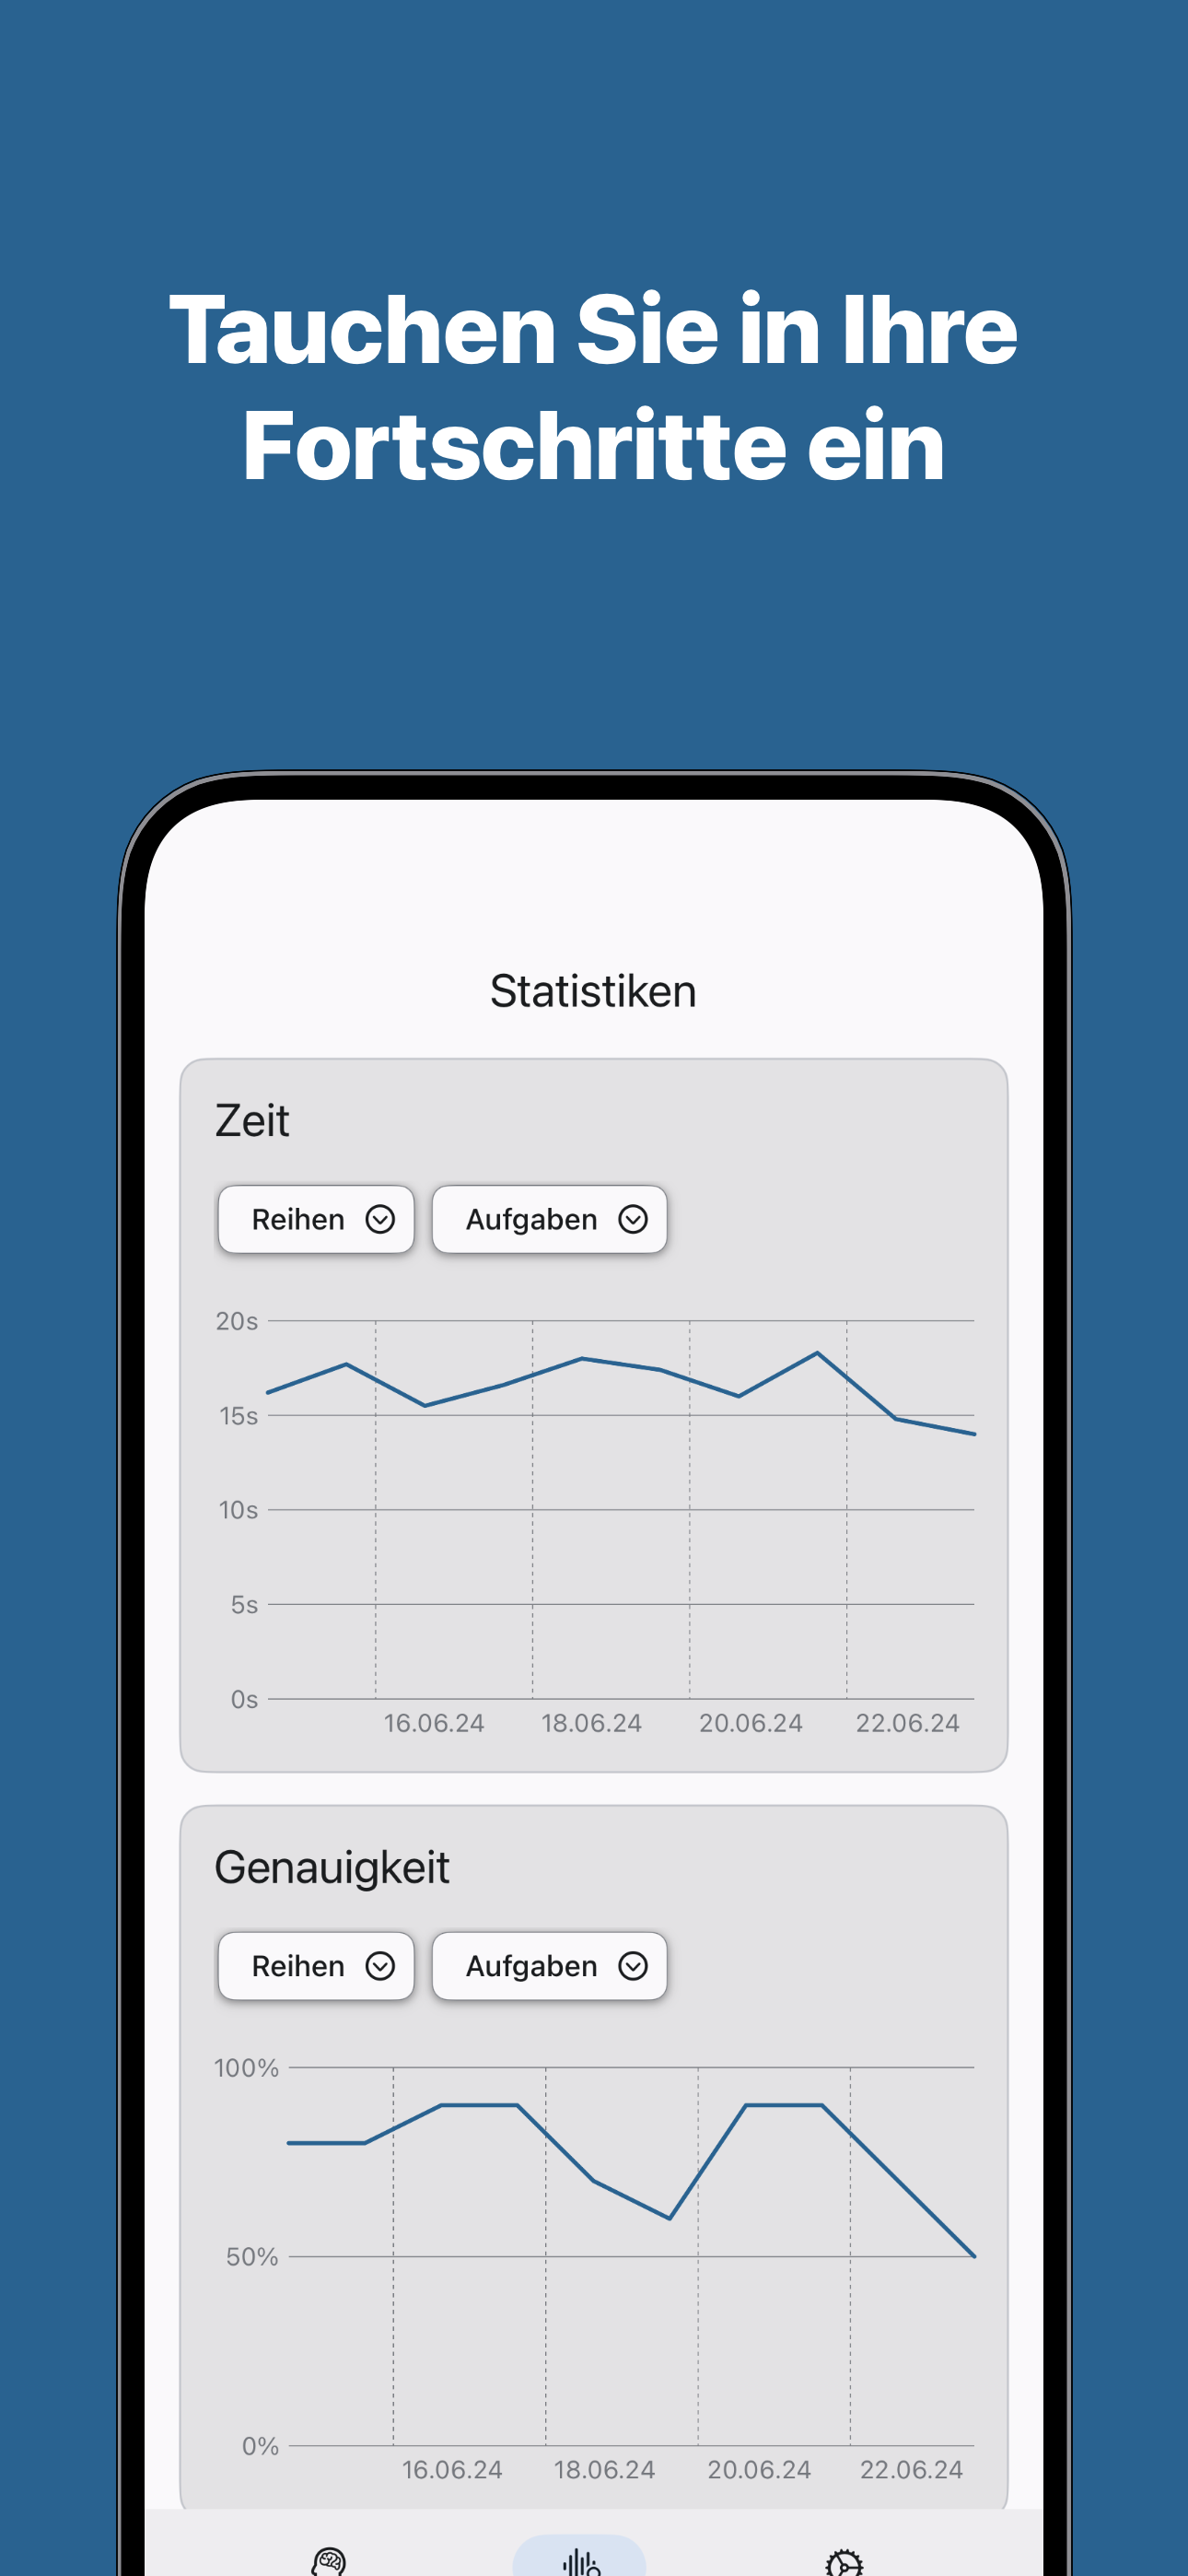 Tauchen Sie in Ihre
Fortschritte ein
Statistiken
Zeit
Reihen Aufgaben
20s
15s
10s
5s
0s
16.06.24 18.06.24 20.06.24 22.06.24
Genauigkeit
Reihen Aufgaben
100%
50%
0%
16.06.24 18.06.24 20.06.24 22.06.24